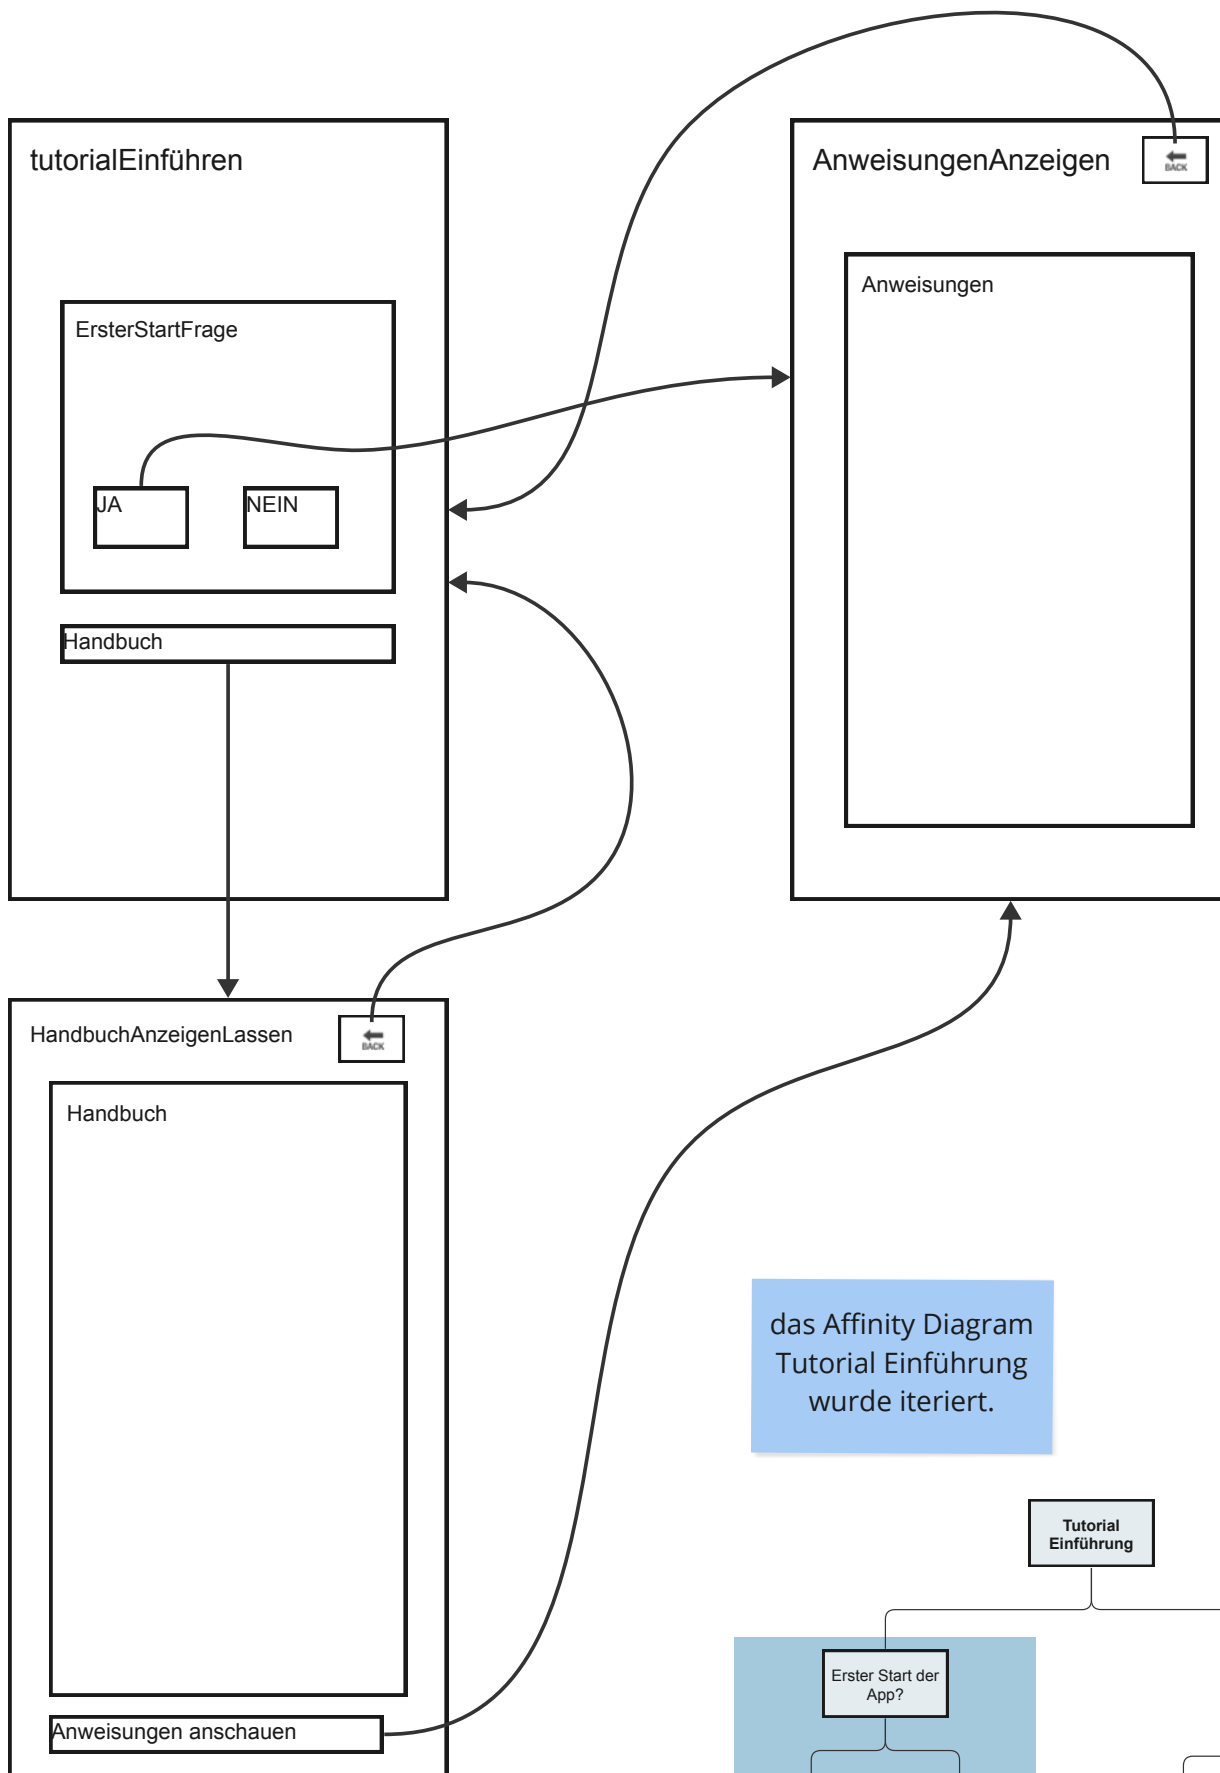 tutorialEinführen
ErsterStartFrage
JA
NEIN
Handbuch
AnweisungenAnzeigen
BACK
Anweisungen
HandbuchAnzeigenLassen
BACK
Handbuch
Anweisungen anschauen
das Affinity Diagram
Tutorial Einführung
wurde iteriert.
Tutorial
Einführung
Erster Start der
App?